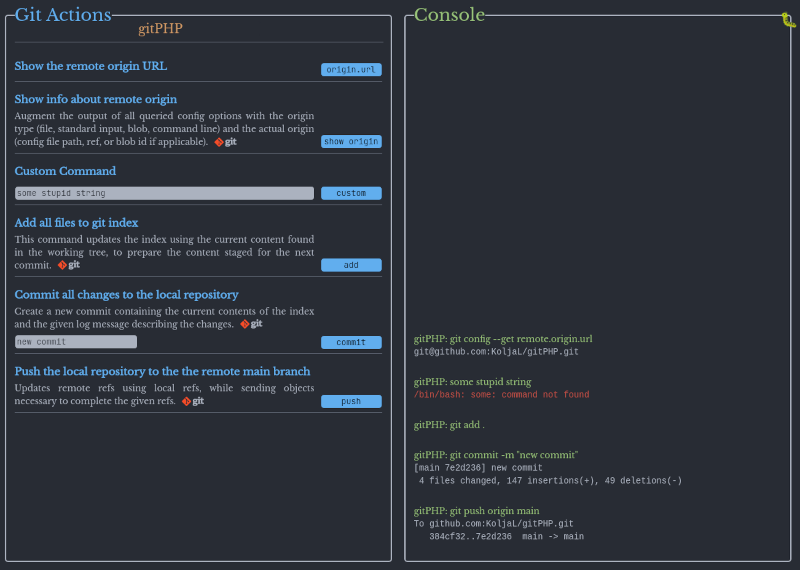 Git Actions
gitPHP
Show the remote origin URL
origin.url
Show info about remote origin
Augment the output of all queried config options with the origin
type (file, standard input, blob, command line) and the actual origin
(config file path, ref, or blob id if applicable). git
show origin
Custom Command
some stupid string
custom
Add all files to git index
This command updates the index using the current content found
in the working tree, to prepare the content staged for the next
commit. git
add
Commit all changes to the local repository
Create a new commit containing the current contents of the index
and the given log message describing the changes. git
new commit
commit
Push the local repository to the the remote main branch
Updates remote refs using local refs, while sending objects
necessary to complete the given refs. git
push
Console
gitPHP: git config --get remote.origin.url
git@github.com:KoljaL/gitPHP.git
gitPHP: some stupid string
/bin/bash: some: command not found
gitPHP: git add .
gitPHP: git commit -m "new commit"
[main 7e2d236] new commit
4 files changed, 147 insertions(+), 49 deletions(-)
gitPHP: git push origin main
To github.com:KoljaL/gitPHP.git
384cf32..7e2d236 main -> main